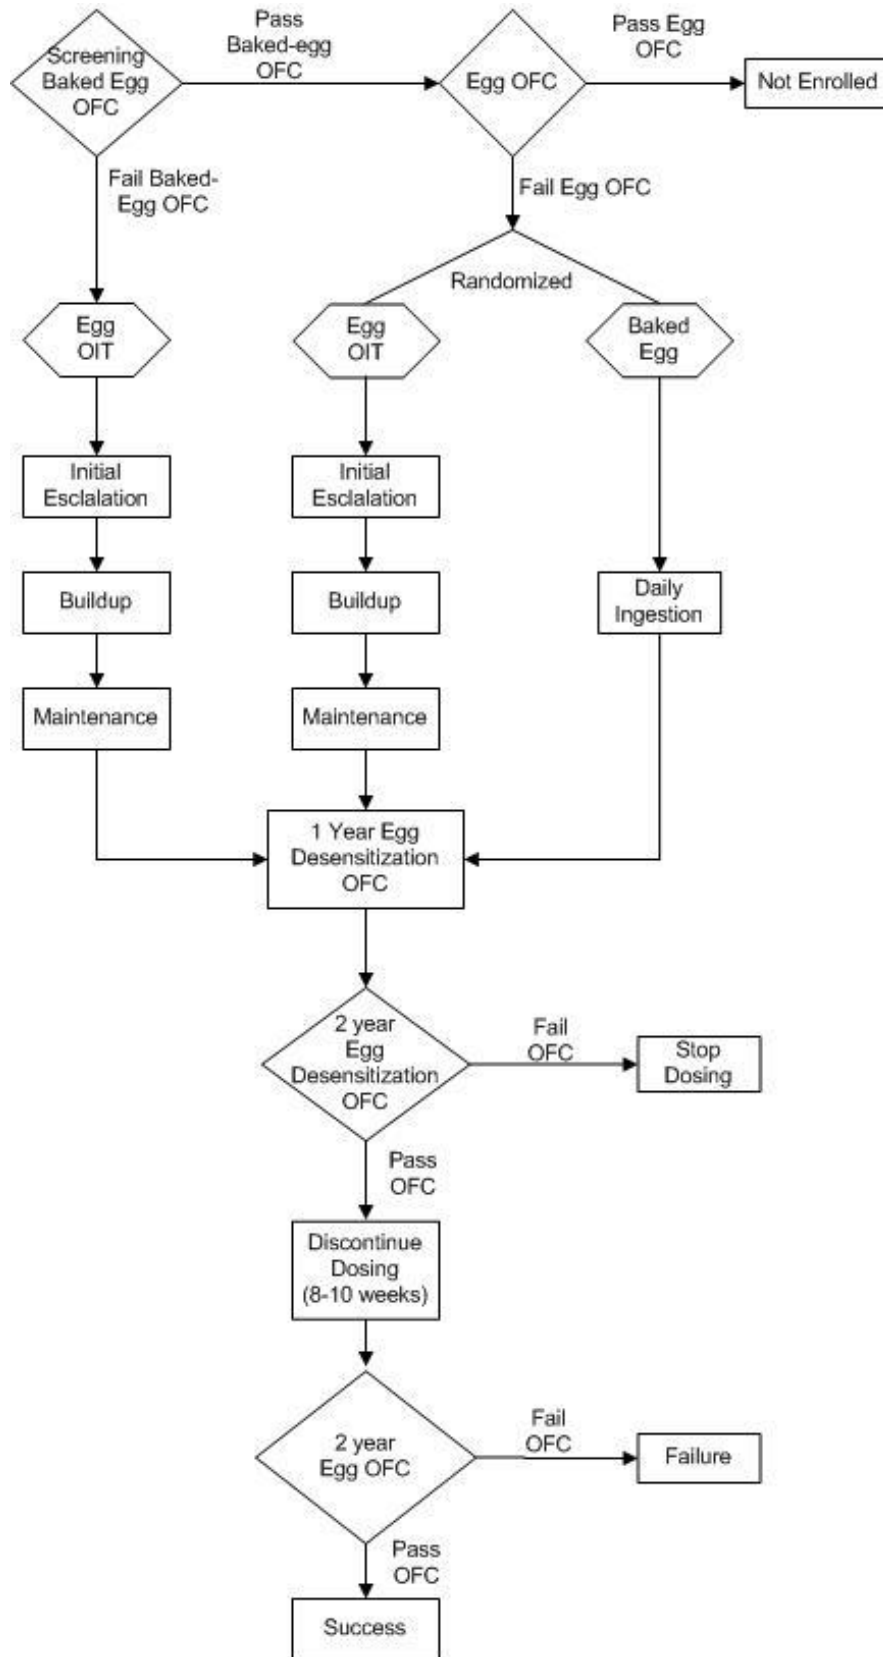 Screening
Baked Egg
OFC
Pass
Baked-egg
OFC
Egg OFC
Pass Egg
OFC
Not Enrolled
Fail Baked-
Egg OFC
Fail Egg OFC
Randomized
Egg
OIT
Egg
OIT
Baked
Egg
Initial
Esclalation
Initial
Esclalation
Buildup
Buildup
Daily
Ingestion
Maintenance
Maintenance
1 Year Egg
Desensitization
OFC
2 year
Egg
Desensitization
OFC
Fail
OFC
Stop
Dosing
Pass
OFC
Discontinue
Dosing
(8-10 weeks)
2 year
Egg OFC
Fail
OFC
Failure
Pass
OFC
Success